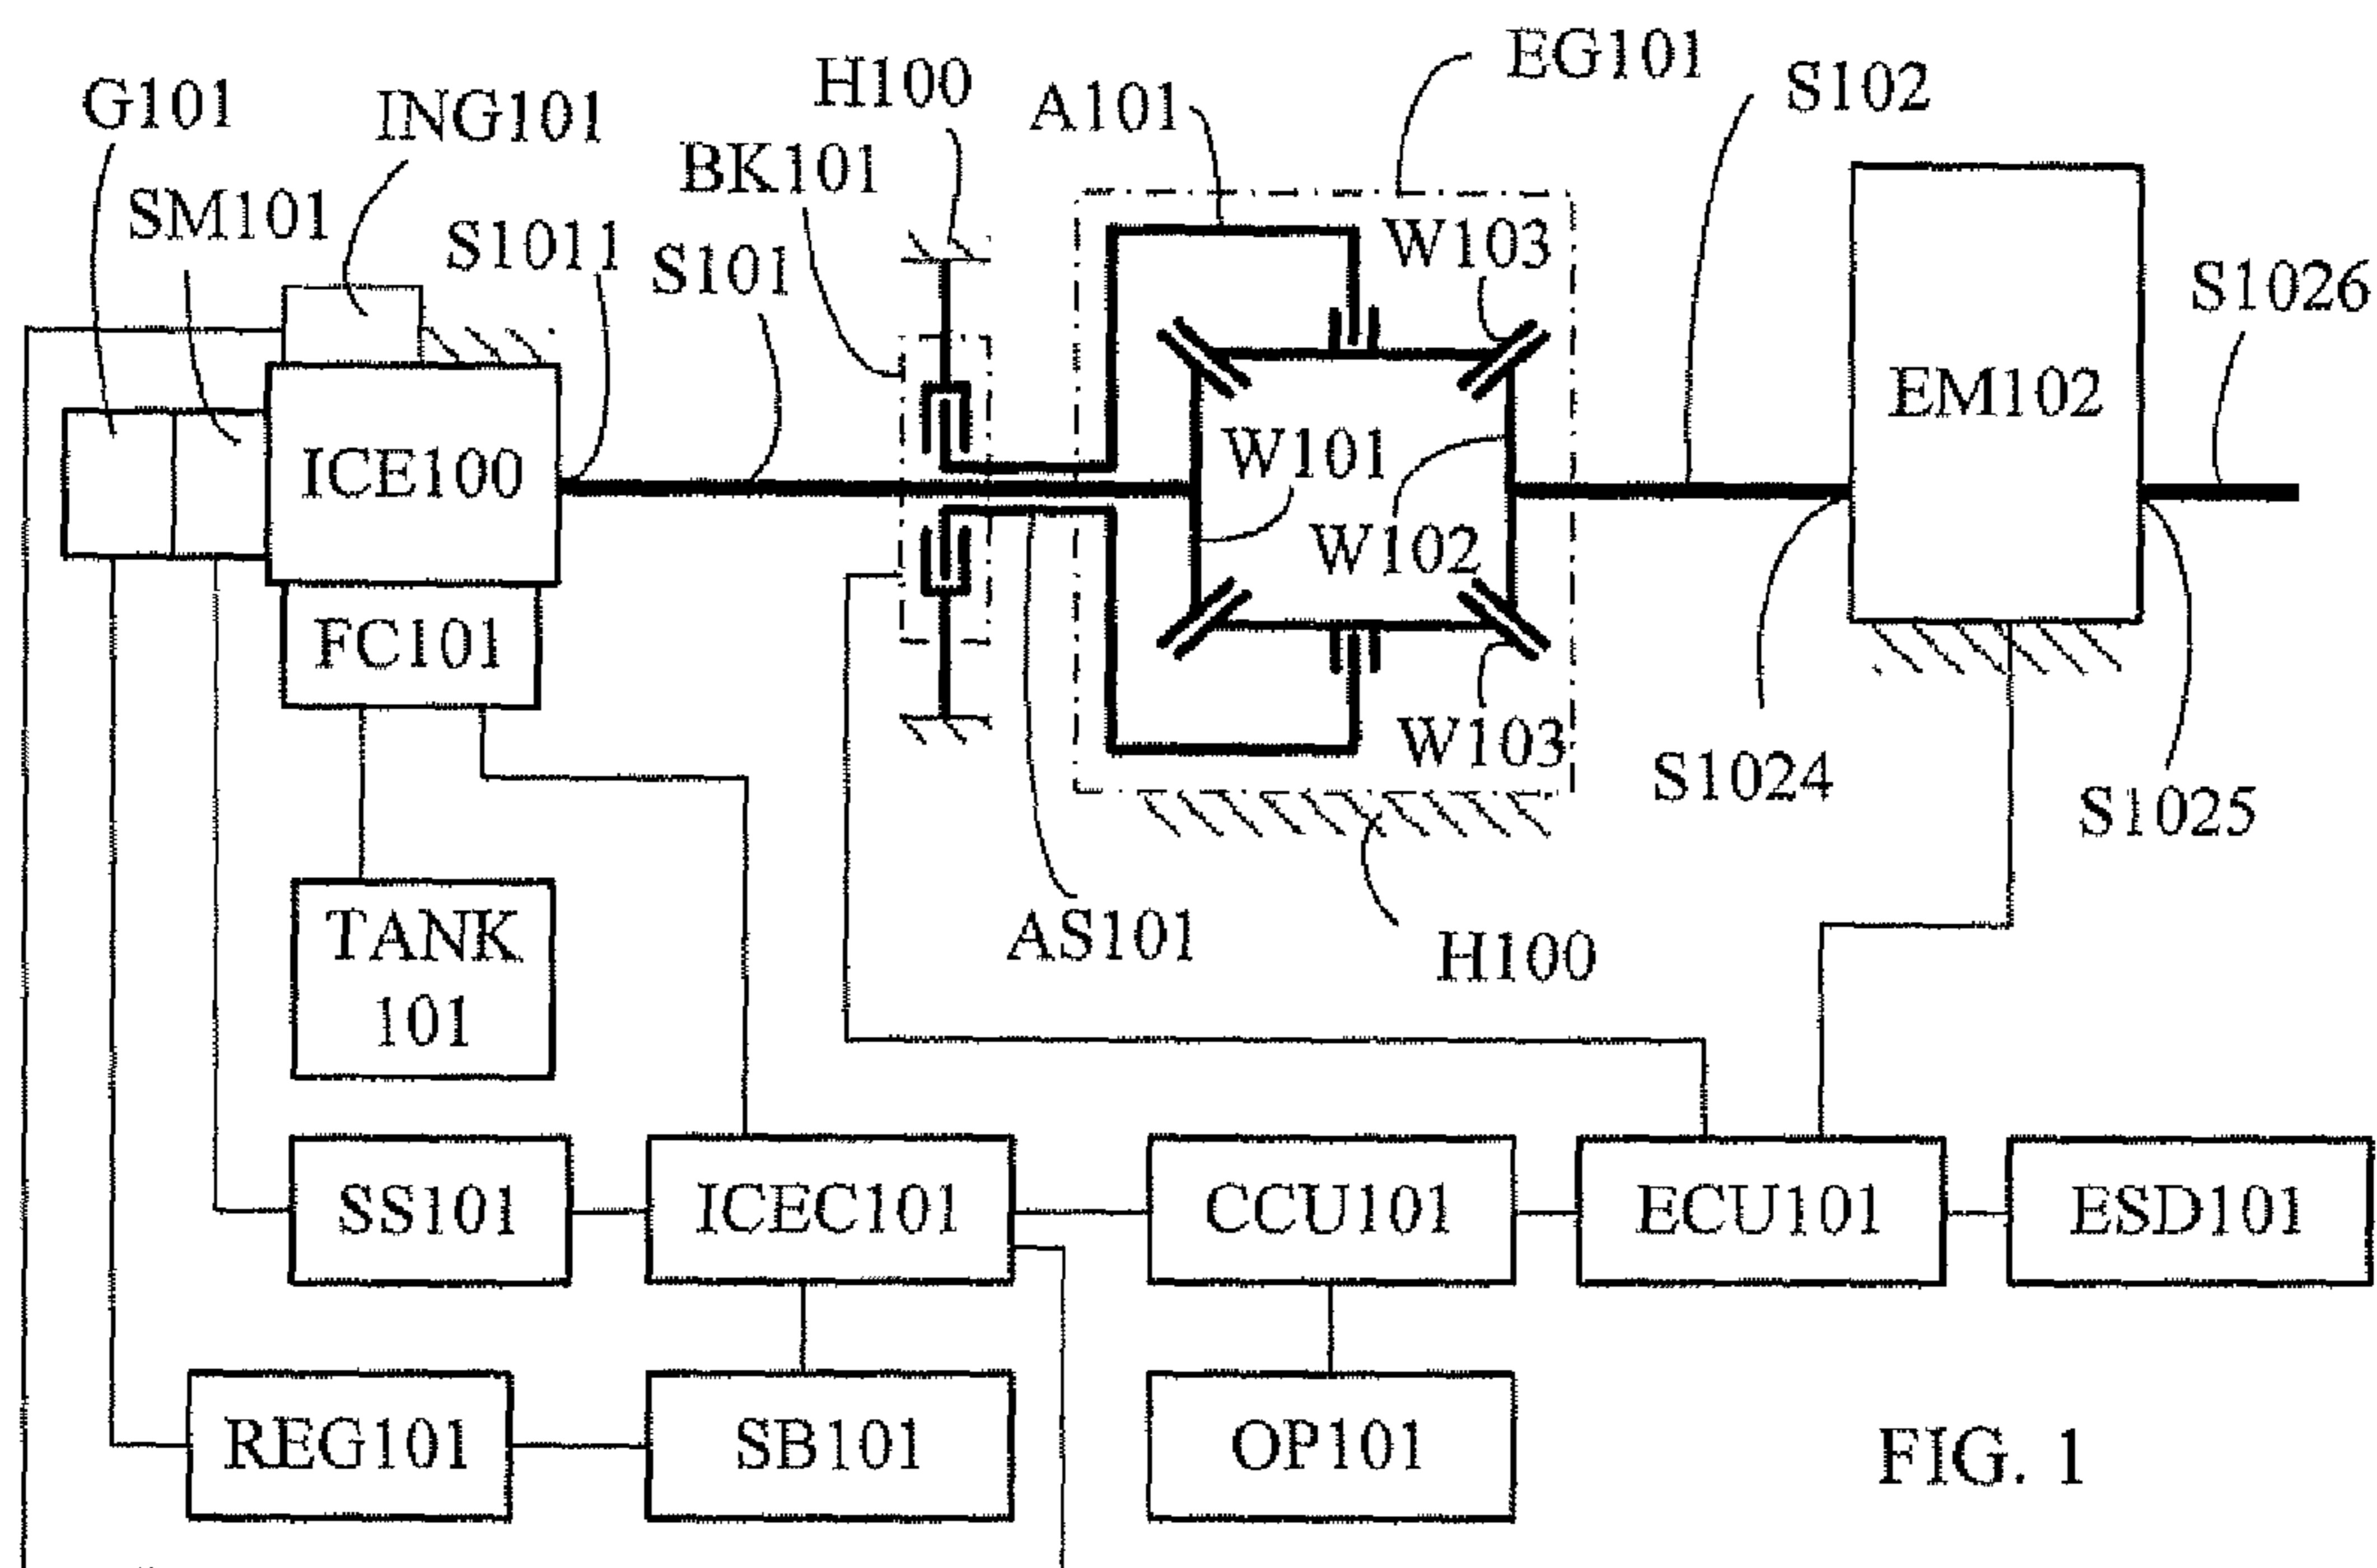 EG101
H100
S102
G101
ING101
A101
BK101
SM101
S1011
S101
W103
S1026
EM102
ICE100
W101
W102
FC101
W103
S1024
S1025
TANK
101
AS101
H100
SS101
ICEC101
CCU101
ECU101
ESD101
REG101
SB101
OP101
FIG. 1